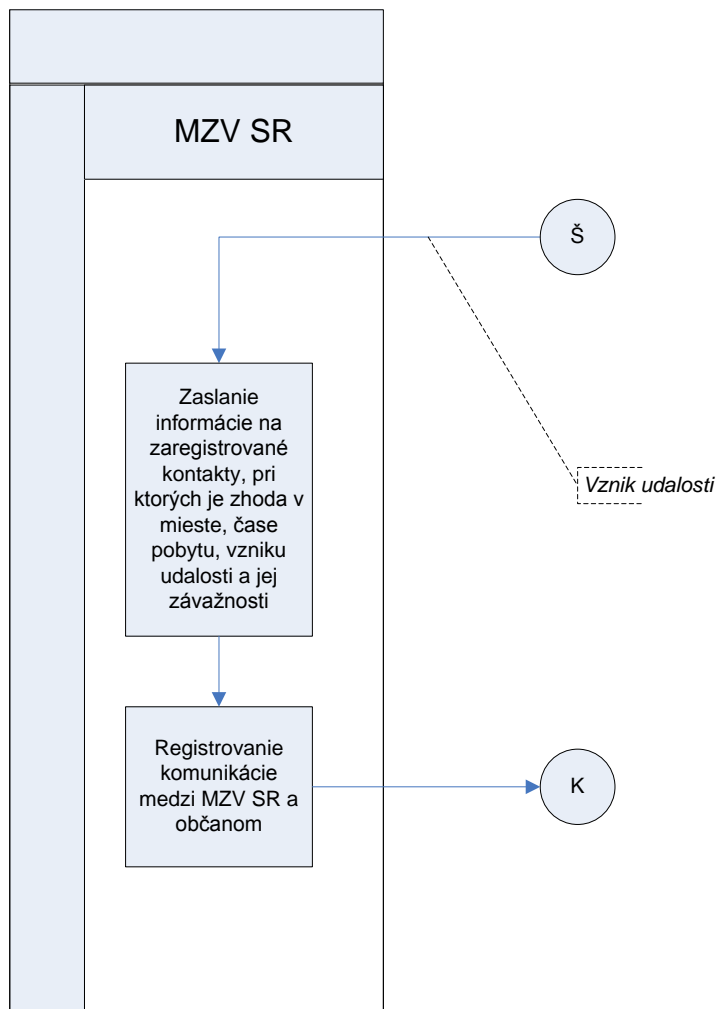 MZV SR
Š
Zaslanie
informácie na
zaregistrované
kontakty, pri
ktorých je zhoda v
mieste, čase
pobytu, vzniku
udalosti a jej
závažnosti
Vznik udalosti
Registrovanie
komunikácie
medzi MZV SR a
občanom
K